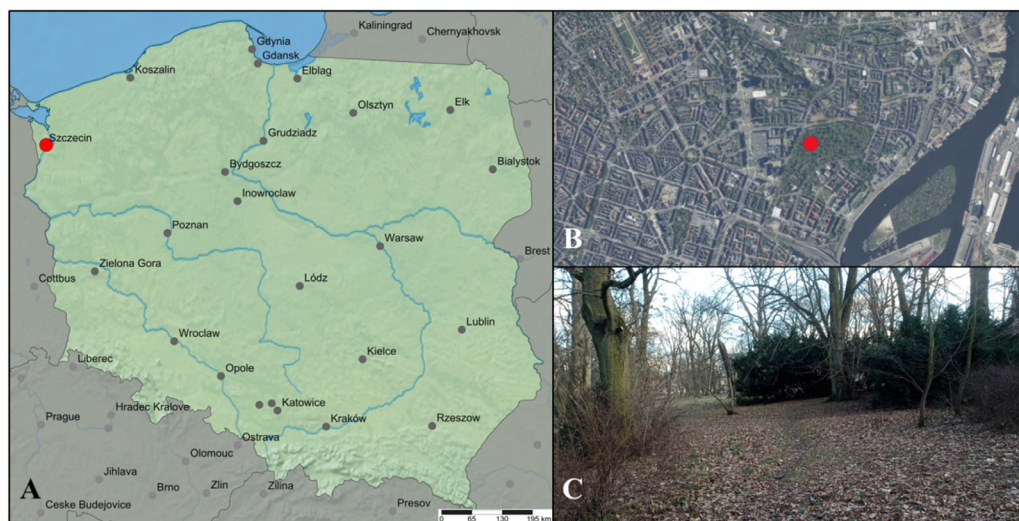 Kaliningrad
Chernyakhovsk
Gdynia
Gdansk
Koszalin
Elblag
Olsztyn
Elk
Szczecin
Grudziadz
Bydgoszcz
Bialystok
Inowroclaw
Poznan
Warsaw
Brest
Zielona Gora
Cottbus
Lódz
Lublin
Wroclaw
Kielce
Liberec
Opole
Katowice
Hradec Kralove
Prague
Kraków
Rzeszow
Ostrava
Olomouc
Jihlava
Zlin
Zilina
Brno
Presov
Ceske Budejovice
A
0 65 130 195 km
B
C